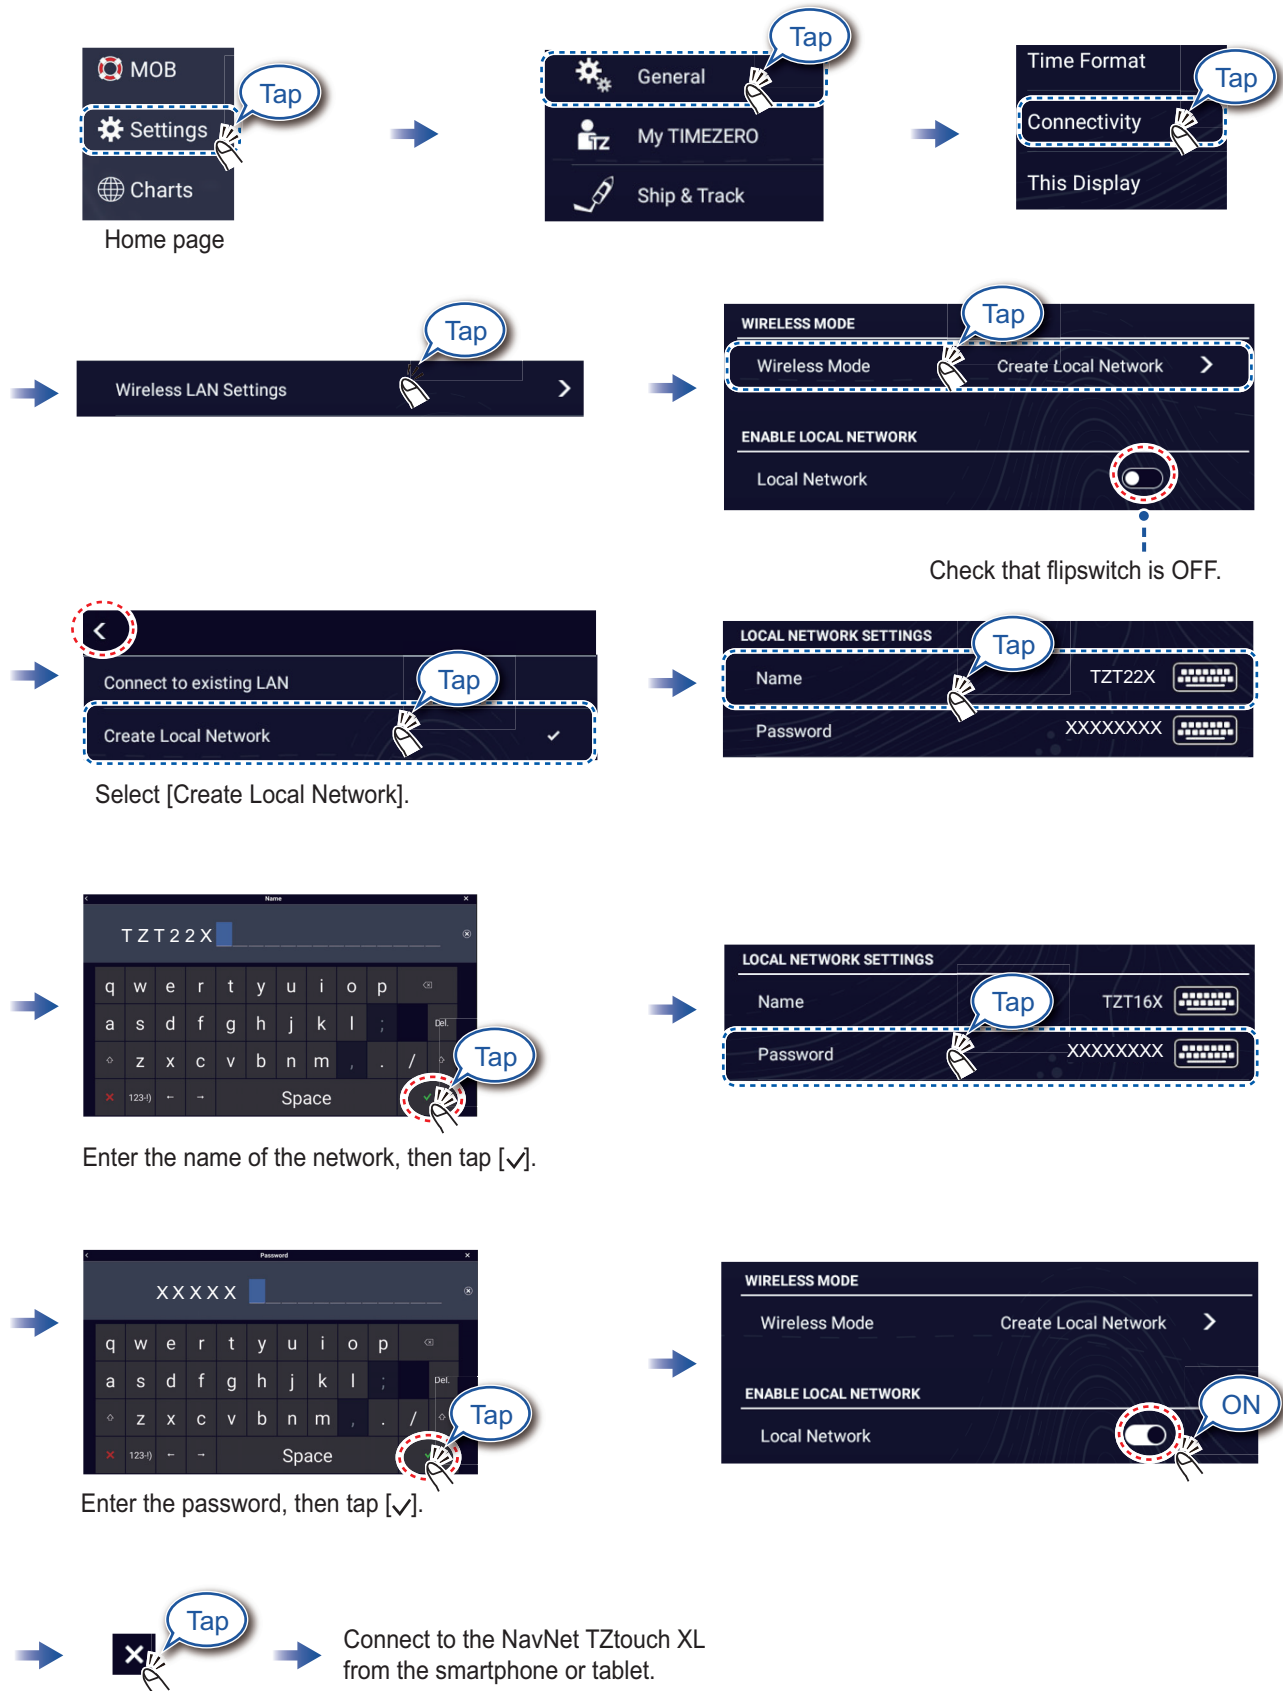 MOB
Settings
Charts
Tap
Home page
General
My TIMEZERO
Ship & Track
Tap
Time Format
Connectivity
This Display
Tap
Wireless LAN Settings
Tap
WIRELESS MODE
Wireless Mode Create Local Network
Tap
ENABLE LOCAL NETWORK
Local Network
Check that flipswitch is OFF.
Connect to existing LAN
Create Local Network
Tap
Select [Create Local Network].
LOCAL NETWORK SETTINGS
Name TZT22X
Tap
Password XXXXXXXX
Name
TZT22X
q w e r t y u i o p
a s d f g h j k l ; Del.
z x c v b n m , . /
123-!) ← → Space
Tap
Enter the name of the network, then tap [✓].
LOCAL NETWORK SETTINGS
Name TZT16X
Tap
Password XXXXXXXX
Password
XXXXX
q w e r t y u i o p
a s d f g h j k l ; Del.
z x c v b n m , . /
123-!) ← → Space
Tap
Enter the password, then tap [✓].
WIRELESS MODE
Wireless Mode Create Local Network
ENABLE LOCAL NETWORK
Local Network
ON
Tap
Connect to the NavNet TZtouch XL
from the smartphone or tablet.